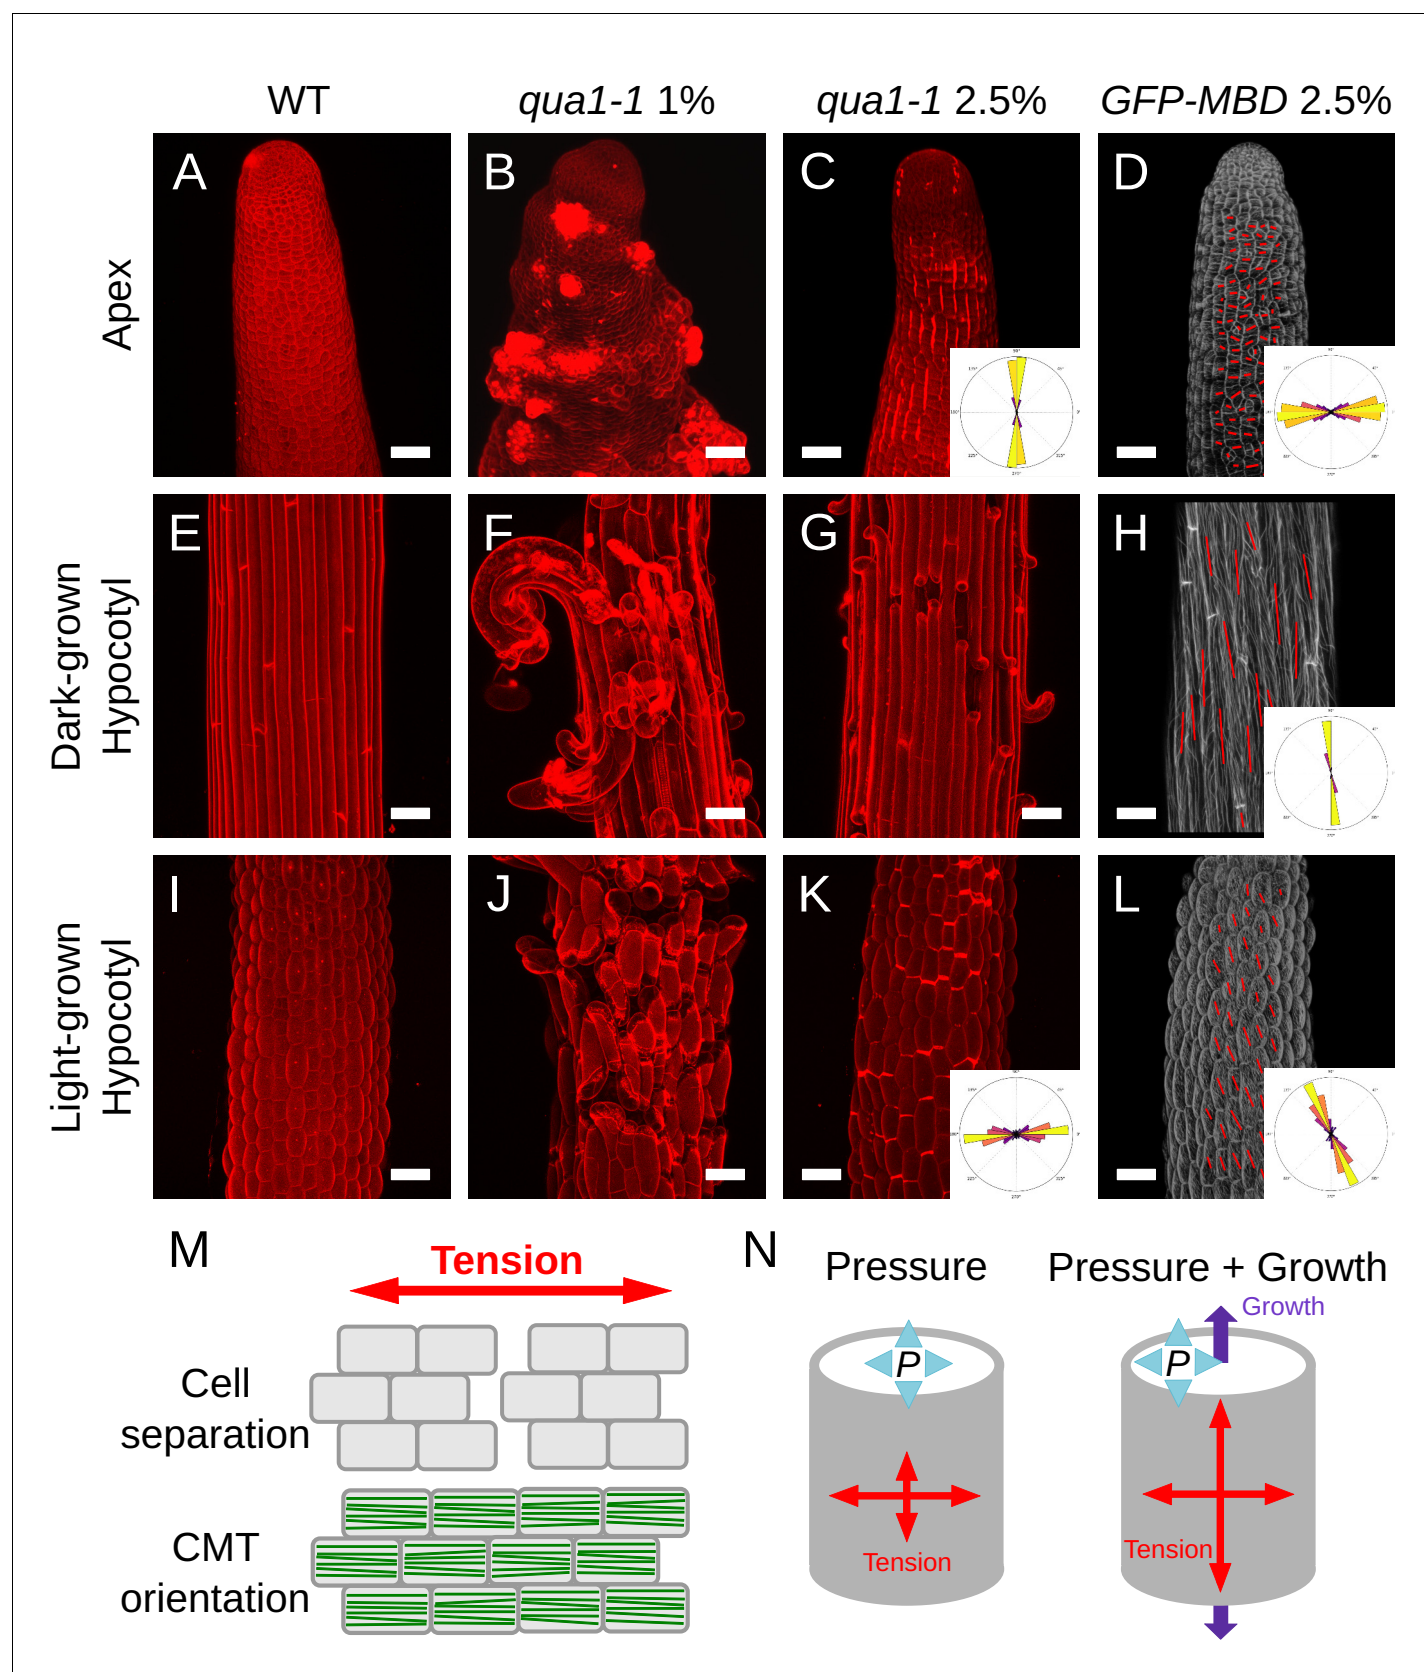 WT
qua1-1 1%
qua1-1 2.5%
GFP-MBD 2.5%
Apex
A
B
C
D
Dark-grown
Hypocotyl
E
F
G
H
Light-grown
Hypocotyl
I
J
K
L
M
Tension
Cell
separation
CMT
orientation
N
Pressure
P
Tension
Pressure + Growth
Growth
P
Tension